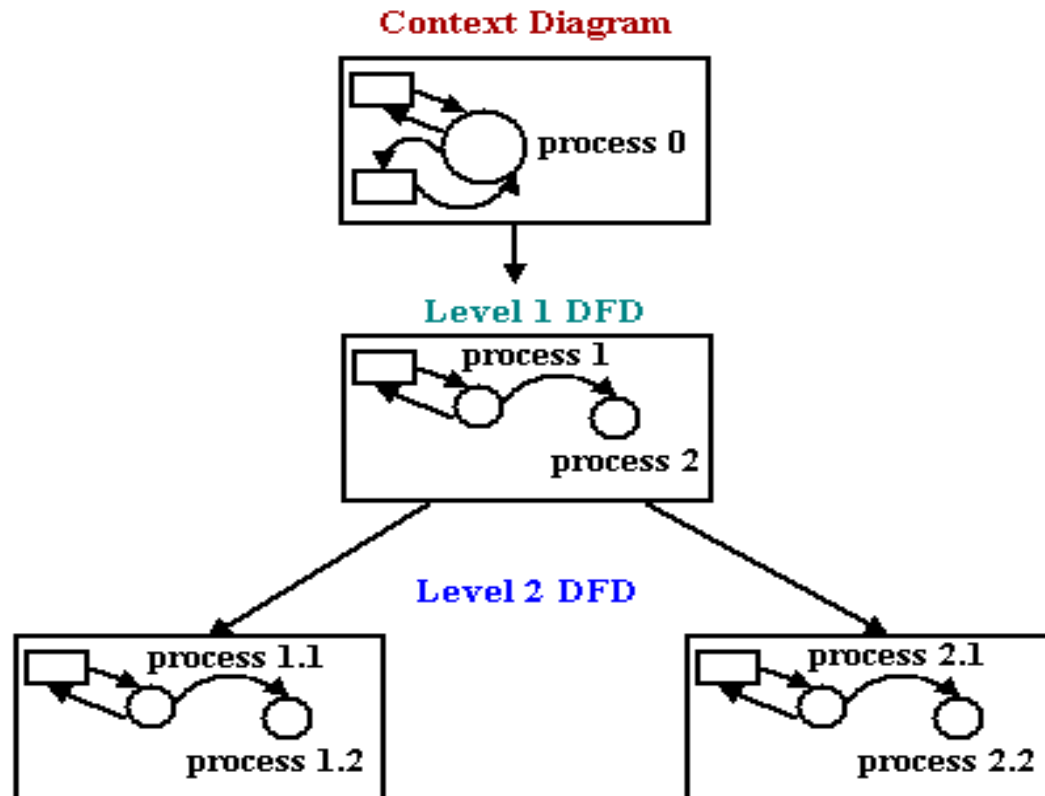 Context Diagram
process 0
Level 1 DFD
process 1
process 2
Level 2 DFD
process 1.1
process 1.2
process 2.1
process 2.2